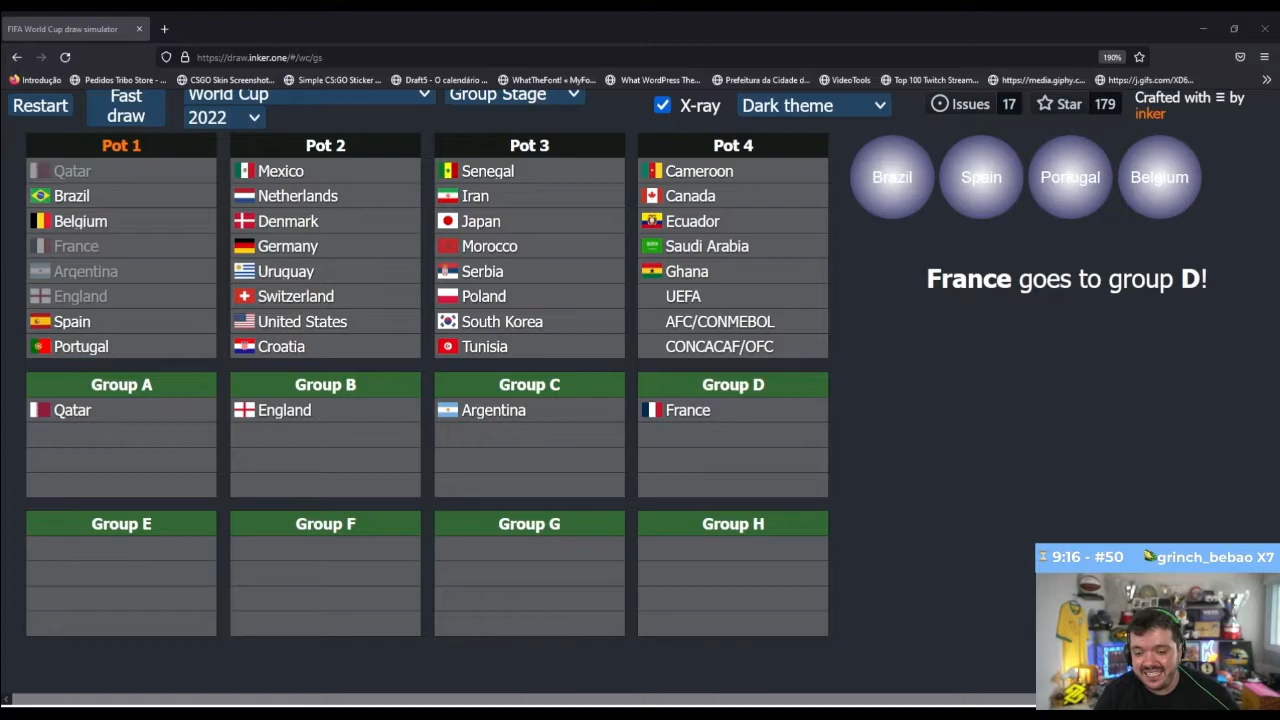 FIFA World Cup draw simulator
https://draw.inker.one/#/wc/gs
190%
Introdução
Pedidos Tribo Store - ...
CSGO Skin Screenshot...
Simple CS:GO Sticker ...
Draft5 - O calendário ...
WhatTheFont! « MyFo...
What WordPress The...
Prefeitura da Cidade d...
VideoTools
Top 100 Twitch Stream...
https://media.giphy.c...
https://j.gifs.com/XD6...
Restart
Fast draw
World Cup
2022
Group Stage
X-ray
Dark theme
Issues 17
Star 179
Crafted with ☰ by
inker
Pot 1
Qatar
Brazil
Belgium
France
Argentina
England
Spain
Portugal
Pot 2
Mexico
Netherlands
Denmark
Germany
Uruguay
Switzerland
United States
Croatia
Pot 3
Senegal
Iran
Japan
Morocco
Serbia
Poland
South Korea
Tunisia
Pot 4
Cameroon
Canada
Ecuador
Saudi Arabia
Ghana
UEFA
AFC/CONMEBOL
CONCACAF/OFC
Brazil
Spain
Portugal
Belgium
France goes to group D!
Group A
Qatar
Group B
England
Group C
Argentina
Group D
France
Group E
Group F
Group G
Group H
9:16 - #50
grinch_bebao X7